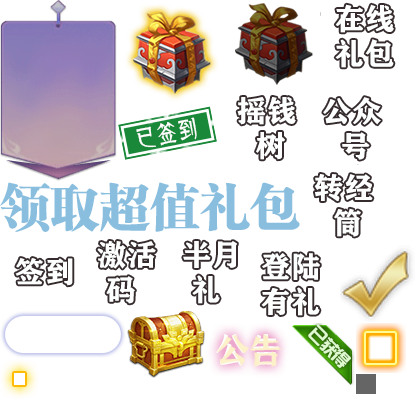 在线
礼包
摇钱
树
公众
号
已签到
转经
筒
领取超值礼包
签到
激活
码
半月
礼
登陆
有礼
公告
已获得